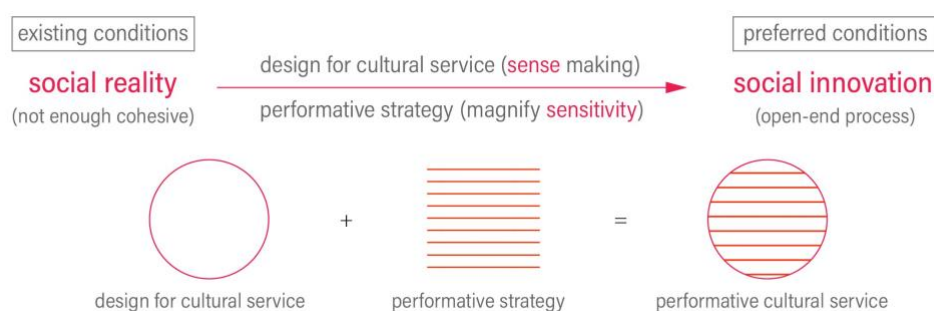 existing conditions
preferred conditions
social reality
(not enough cohesive)
design for cultural service (sense making)
performative strategy (magnify sensitivity)
social innovation
(open-end process)
+
=
design for cultural service
performative strategy
performative cultural service